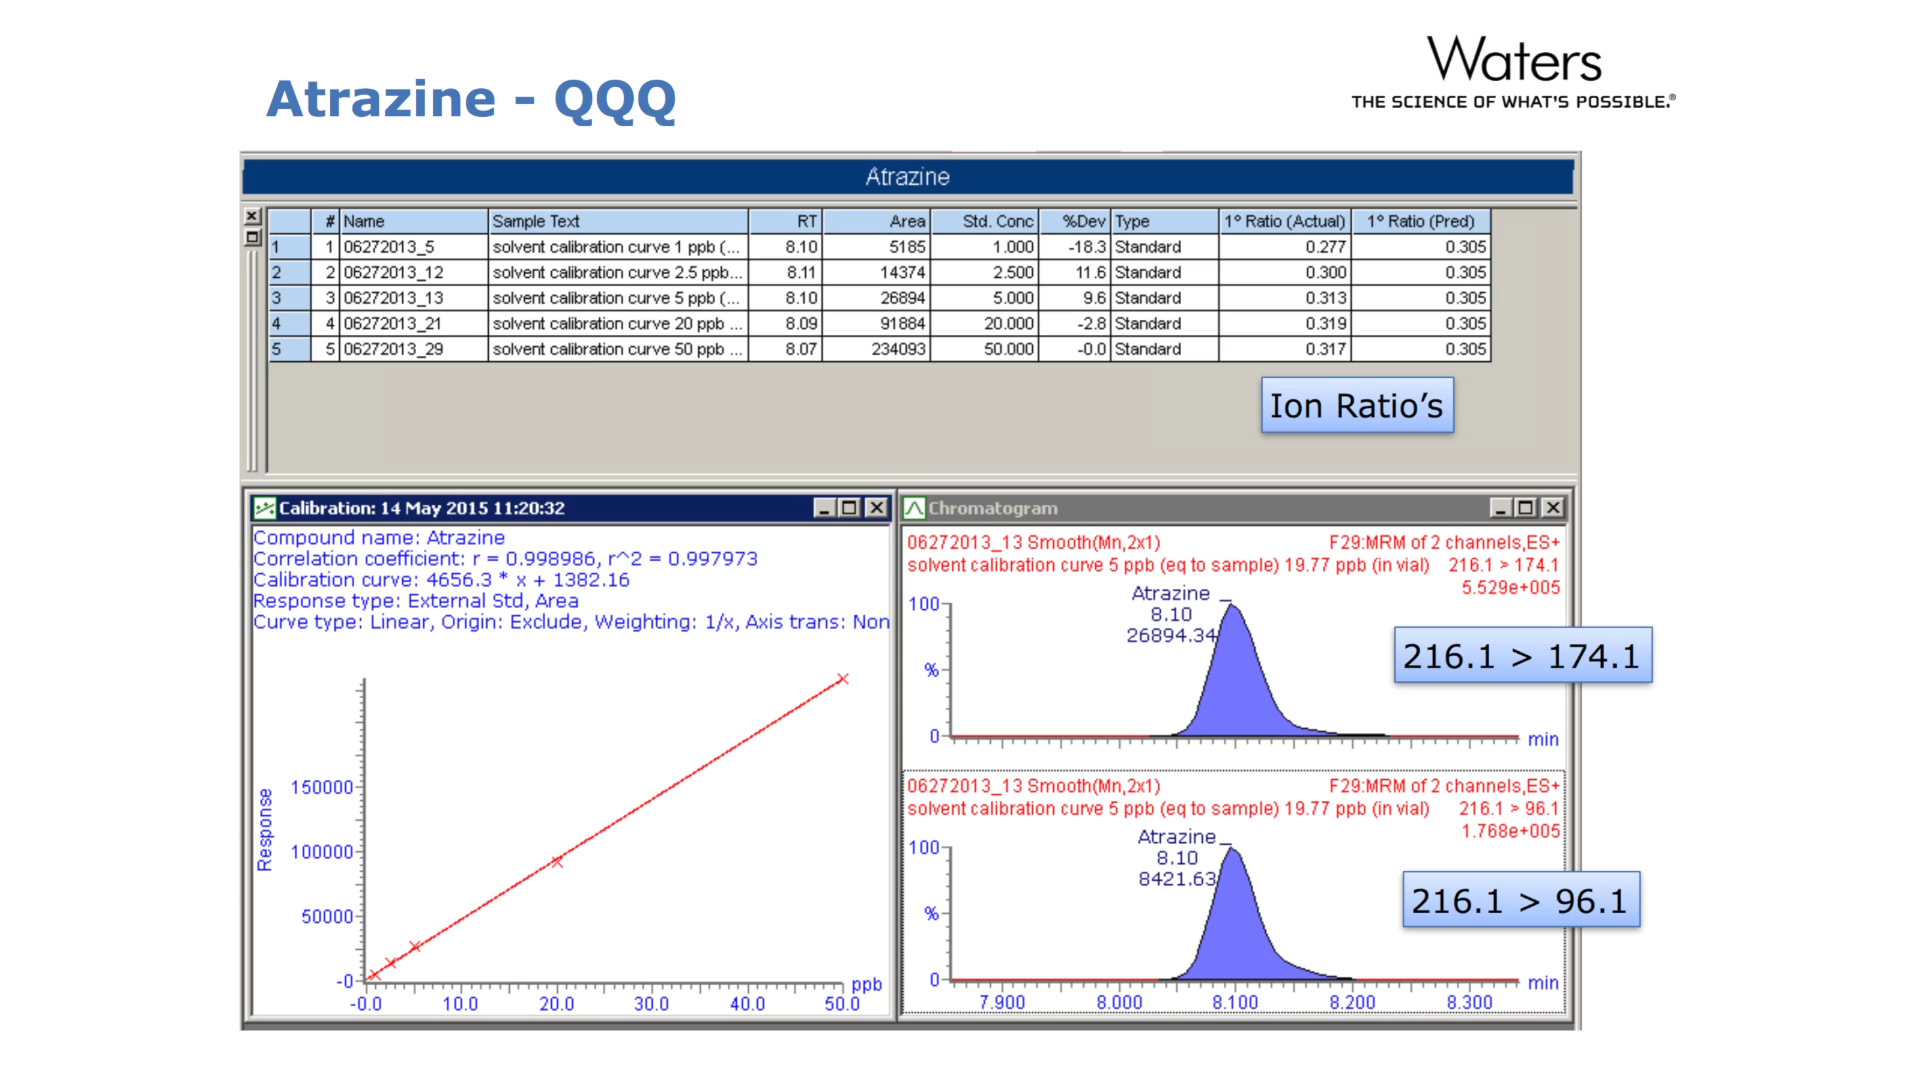 Waters
THE SCIENCE OF WHAT'S POSSIBLE.®
Atrazine - QQQ
Atrazine
# Name Sample Text RT Area Std. Conc %Dev Type 1° Ratio (Actual) 1° Ratio (Pred)
1 1 06272013_5 solvent calibration curve 1 ppb (... 8.10 5185 1.000 -18.3 Standard 0.277 0.305
2 2 06272013_12 solvent calibration curve 2.5 ppb... 8.11 14374 2.500 11.6 Standard 0.300 0.305
3 3 06272013_13 solvent calibration curve 5 ppb (... 8.10 26894 5.000 9.6 Standard 0.313 0.305
4 4 06272013_21 solvent calibration curve 20 ppb ... 8.09 91884 20.000 -2.8 Standard 0.319 0.305
5 5 06272013_29 solvent calibration curve 50 ppb ... 8.07 234093 50.000 -0.0 Standard 0.317 0.305
Ion Ratio’s
Calibration: 14 May 2015 11:20:32
Compound name: Atrazine
Correlation coefficient: r = 0.998986, r^2 = 0.997973
Calibration curve: 4656.3 * x + 1382.16
Response type: External Std, Area
Curve type: Linear, Origin: Exclude, Weighting: 1/x, Axis trans: Non
Response
150000
100000
50000
-0
-0.0 10.0 20.0 30.0 40.0 50.0
ppb
Chromatogram
06272013_13 Smooth(Mn,2x1) F29:MRM of 2 channels,ES+
solvent calibration curve 5 ppb (eq to sample) 19.77 ppb (in vial) 216.1 > 174.1
5.529e+005
Atrazine
8.10
26894.34
100
%
0
min
216.1 > 174.1
06272013_13 Smooth(Mn,2x1) F29:MRM of 2 channels,ES+
solvent calibration curve 5 ppb (eq to sample) 19.77 ppb (in vial) 216.1 > 96.1
1.768e+005
Atrazine
8.10
8421.63
100
%
0
min
7.900 8.000 8.100 8.200 8.300
216.1 > 96.1